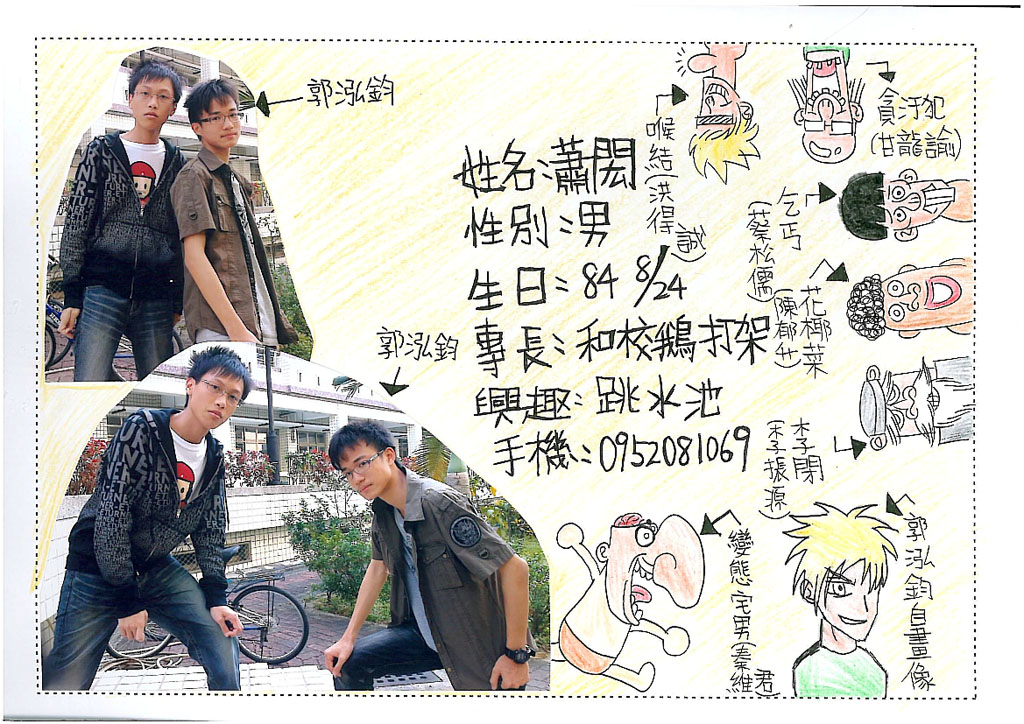 郭泓鈞
郭泓鈞
姓名:瀟閎
性別:男
生日:84 8/24
專長:和校鵝打架
興趣:跳水池
手機:0952081069
喉結(洪得誠)
貪汙犯
(甘龍諭)
乞丐
(蔡松儒)
花椰菜
(陳郁
李子閑
(李振源)
變態宅男(秦維君)
郭泓鈞自畫像